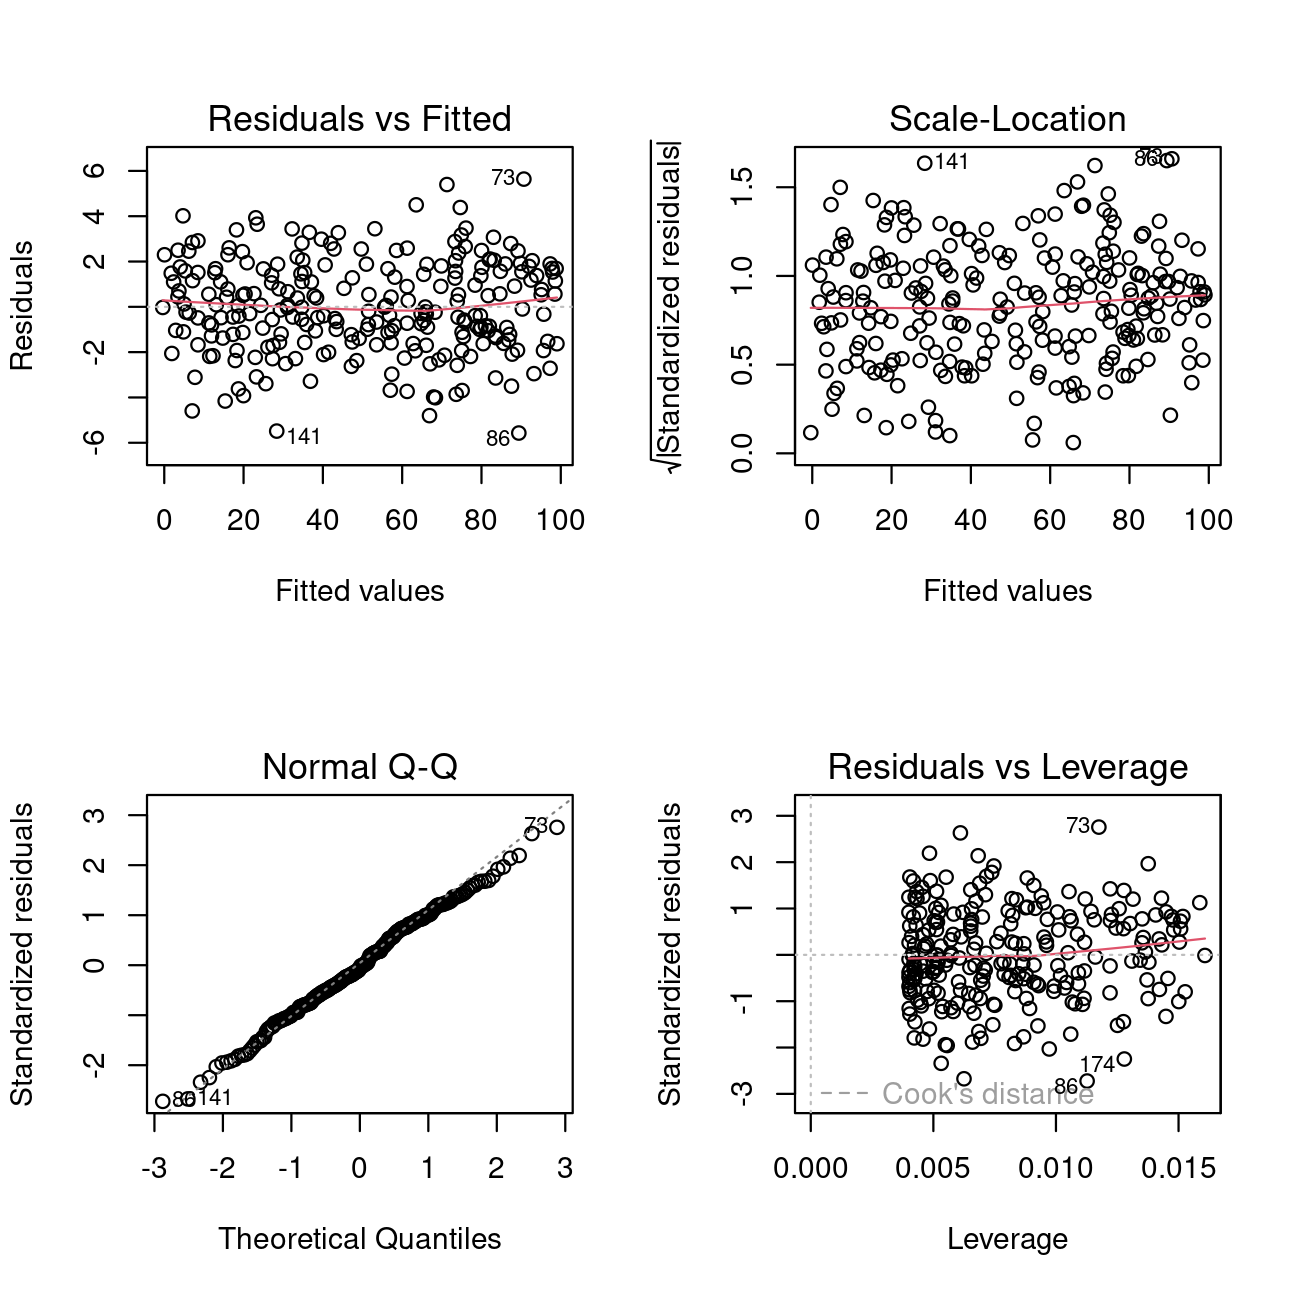 Residuals vs Fitted
Residuals
6
4
2
-2
-6
73
141
86
0 20 40 60 80 100
Fitted values
Scale-Location
√|Standardized residuals|
1.5
1.0
0.5
0.0
141
86
73
0 20 40 60 80 100
Fitted values
Normal Q-Q
Standardized residuals
3
2
1
0
-2
73
86
141
-3 -2 -1 0 1 2 3
Theoretical Quantiles
Residuals vs Leverage
Standardized residuals
3
2
1
-1
-3
73
174
86
Cook's distance
0.000 0.005 0.010 0.015
Leverage